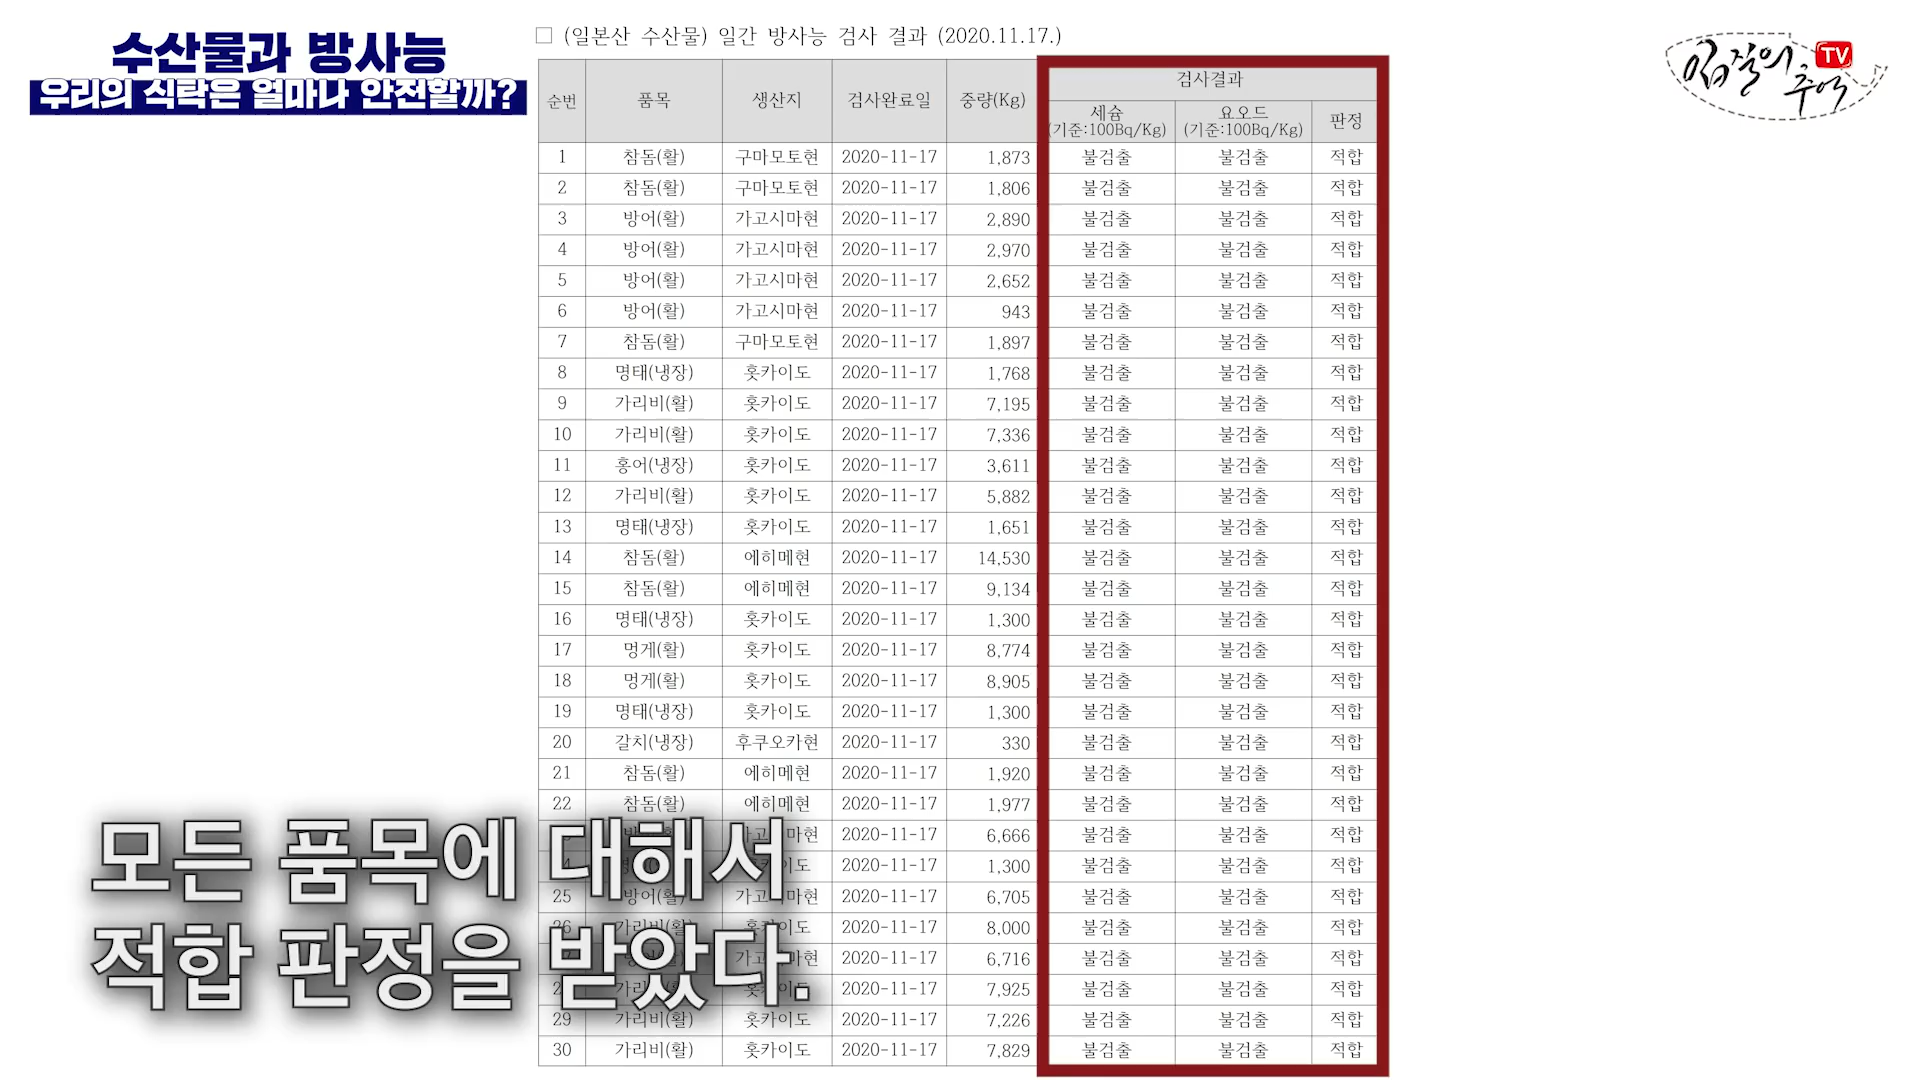 수산물과 방사능
우리의 식탁은 얼마나 안전할까?
□ (일본산 수산물) 일간 방사능 검사 결과 (2020.11.17.)
입질의 추억 TV
순번 품목 생산지 검사완료일 중량(Kg) 검사결과
세슘 (기준:100Bq/Kg) 요오드 (기준:100Bq/Kg) 판정
1 참돔(활) 구마모토현 2020-11-17 1,873 불검출 불검출 적합
2 참돔(활) 구마모토현 2020-11-17 1,806 불검출 불검출 적합
3 방어(활) 가고시마현 2020-11-17 2,890 불검출 불검출 적합
4 방어(활) 가고시마현 2020-11-17 2,970 불검출 불검출 적합
5 방어(활) 가고시마현 2020-11-17 2,652 불검출 불검출 적합
6 방어(활) 가고시마현 2020-11-17 943 불검출 불검출 적합
7 참돔(활) 구마모토현 2020-11-17 1,897 불검출 불검출 적합
8 명태(냉장) 홋카이도 2020-11-17 1,768 불검출 불검출 적합
9 가리비(활) 홋카이도 2020-11-17 7,195 불검출 불검출 적합
10 가리비(활) 홋카이도 2020-11-17 7,336 불검출 불검출 적합
11 홍어(냉장) 홋카이도 2020-11-17 3,611 불검출 불검출 적합
12 가리비(활) 홋카이도 2020-11-17 5,882 불검출 불검출 적합
13 명태(냉장) 홋카이도 2020-11-17 1,651 불검출 불검출 적합
14 참돔(활) 에히메현 2020-11-17 14,530 불검출 불검출 적합
15 참돔(활) 에히메현 2020-11-17 9,134 불검출 불검출 적합
16 명태(냉장) 홋카이도 2020-11-17 1,300 불검출 불검출 적합
17 멍게(활) 홋카이도 2020-11-17 8,774 불검출 불검출 적합
18 멍게(활) 홋카이도 2020-11-17 8,905 불검출 불검출 적합
19 명태(냉장) 홋카이도 2020-11-17 1,300 불검출 불검출 적합
20 갈치(냉장) 후쿠오카현 2020-11-17 330 불검출 불검출 적합
21 참돔(활) 에히메현 2020-11-17 1,920 불검출 불검출 적합
22 참돔(활) 에히메현 2020-11-17 1,977 불검출 불검출 적합
2020-11-17 6,666 불검출 불검출 적합
2020-11-17 1,300 불검출 불검출 적합
25 방어(활) 가고시마현 2020-11-17 6,705 불검출 불검출 적합
26 가리비(활) 홋카이도 2020-11-17 8,000 불검출 불검출 적합
2020-11-17 6,716 불검출 불검출 적합
2020-11-17 7,925 불검출 불검출 적합
29 가리비(활) 홋카이도 2020-11-17 7,226 불검출 불검출 적합
30 가리비(활) 홋카이도 2020-11-17 7,829 불검출 불검출 적합
모든 품목에 대해서
적합 판정을 받았다.